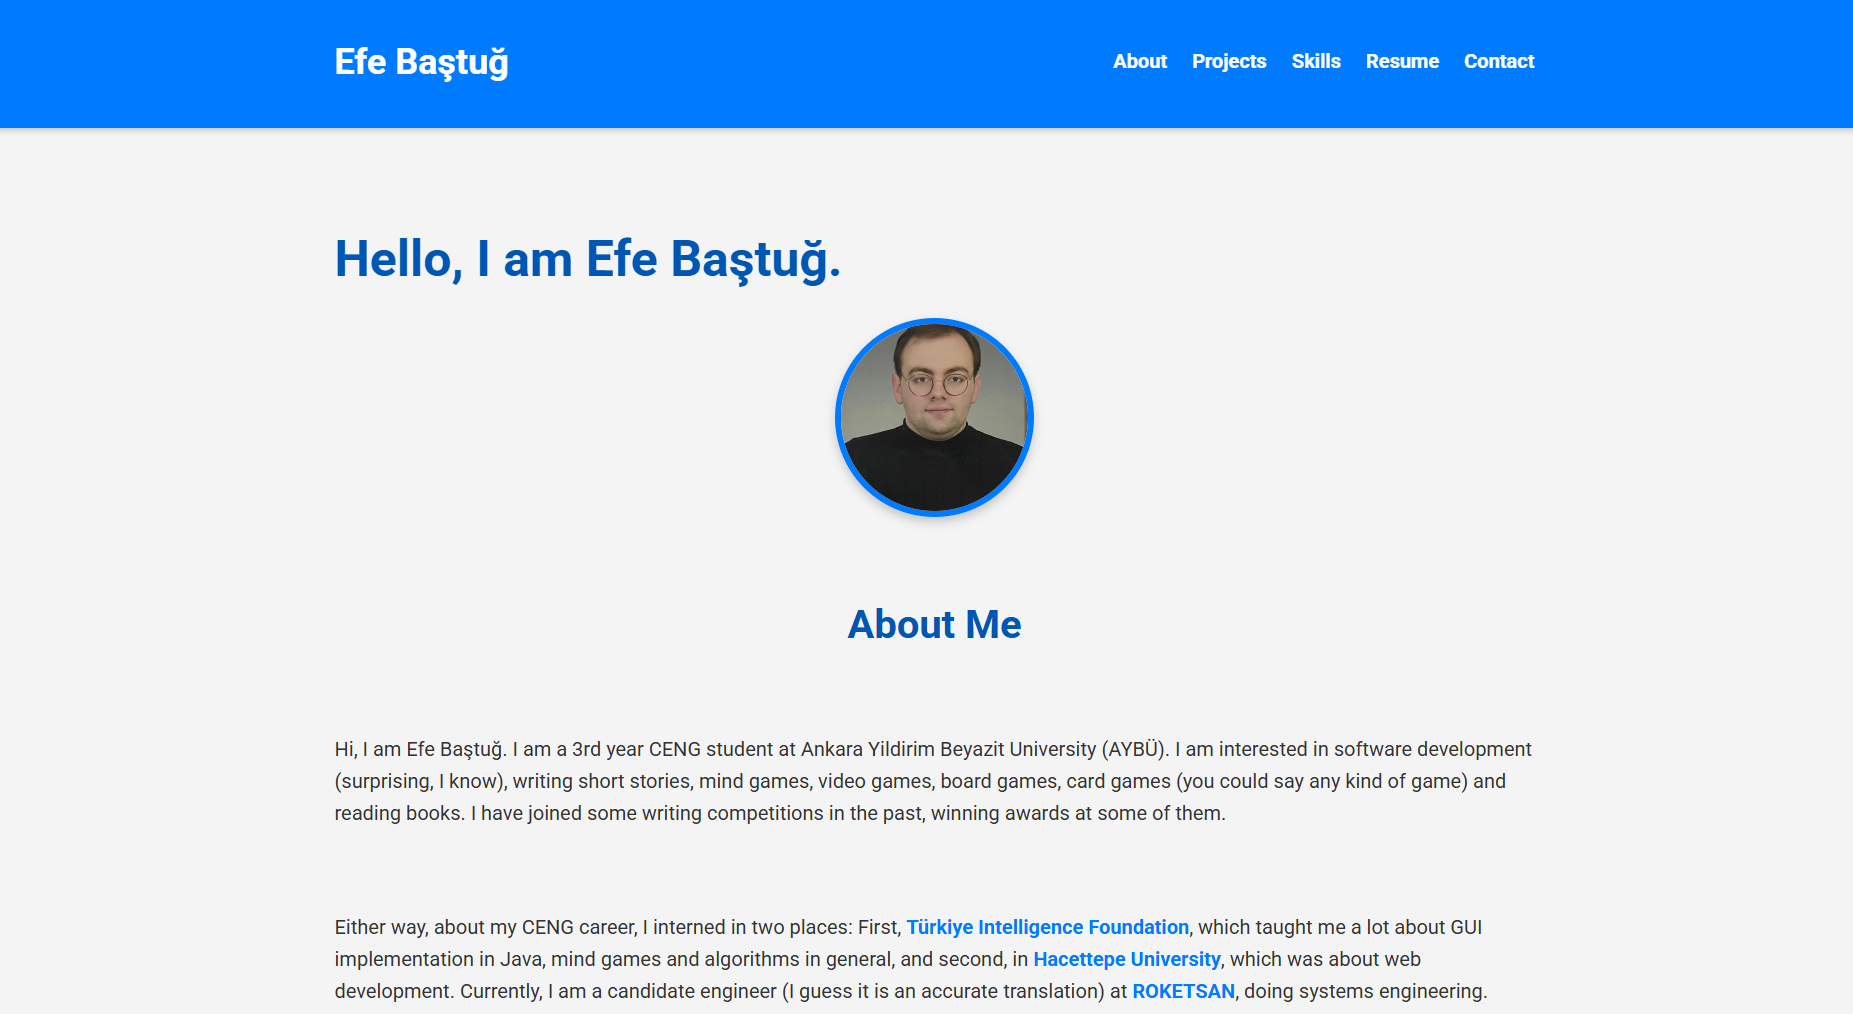 Efe Baştuğ
About Projects Skills Resume Contact
Hello, I am Efe Baştuğ.
About Me
Hi, I am Efe Baştuğ. I am a 3rd year CENG student at Ankara Yildirim Beyazit University (AYBÜ). I am interested in software development
(surprising, I know), writing short stories, mind games, video games, board games, card games (you could say any kind of game) and
reading books. I have joined some writing competitions in the past, winning awards at some of them.
Either way, about my CENG career, I interned in two places: First, Türkiye Intelligence Foundation, which taught me a lot about GUI
implementation in Java, mind games and algorithms in general, and second, in Hacettepe University, which was about web
development. Currently, I am a candidate engineer (I guess it is an accurate translation) at ROKETSAN, doing systems engineering.